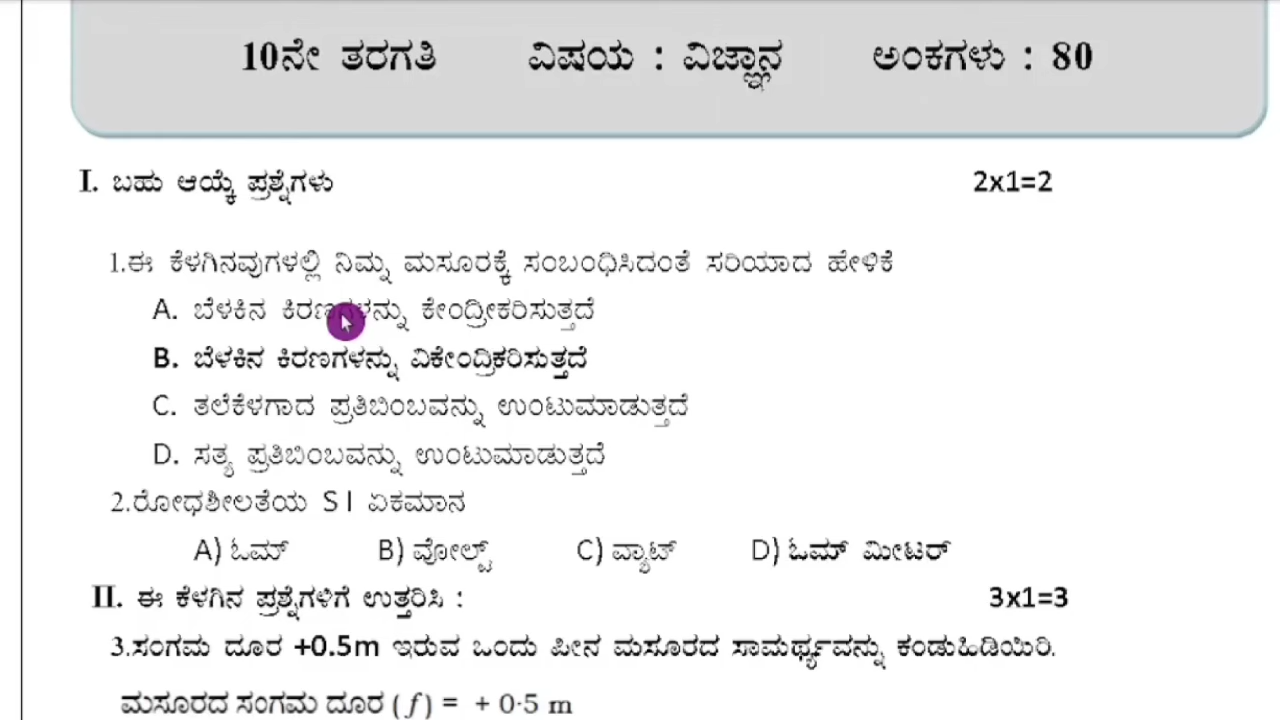 10ನೇ ತರಗತಿ ವಿಷಯ : ವಿಜ್ಞಾನ ಅಂಕಗಳು : 80
I. ಬಹು ಆಯ್ಕೆ ಪ್ರಶ್ನೆಗಳು 2x1=2
1.ಈ ಕೆಳಗಿನವುಗಳಲ್ಲಿ ನಿಮ್ನ ಮಸೂರಕ್ಕೆ ಸಂಬಂಧಿಸಿದಂತೆ ಸರಿಯಾದ ಹೇಳಿಕೆ
A. ಬೆಳಕಿನ ಕಿರಣಗಳನ್ನು ಕೇಂದ್ರೀಕರಿಸುತ್ತದೆ
B. ಬೆಳಕಿನ ಕಿರಣಗಳನ್ನು ವಿಕೇಂದ್ರಿಕರಿಸುತ್ತದೆ
C. ತಲೆಕೆಳಗಾದ ಪ್ರತಿಬಿಂಬವನ್ನು ಉಂಟುಮಾಡುತ್ತದೆ
D. ಸತ್ಯ ಪ್ರತಿಬಿಂಬವನ್ನು ಉಂಟುಮಾಡುತ್ತದೆ
2.ರೋಧಶೀಲತೆಯ S I ಏಕಮಾನ
A) ಓಮ್ B) ವೋಲ್ಟ್ C) ವ್ಯಾಟ್ D) ಓಮ್ ಮೀಟರ್
II. ಈ ಕೆಳಗಿನ ಪ್ರಶ್ನೆಗಳಿಗೆ ಉತ್ತರಿಸಿ : 3x1=3
3.ಸಂಗಮ ದೂರ +0.5m ಇರುವ ಒಂದು ಪೀನ ಮಸೂರದ ಸಾಮರ್ಥ್ಯವನ್ನು ಕಂಡುಹಿಡಿಯಿರಿ.
ಮಸೂರದ ಸಂಗಮ ದೂರ (f) = + 0·5 m